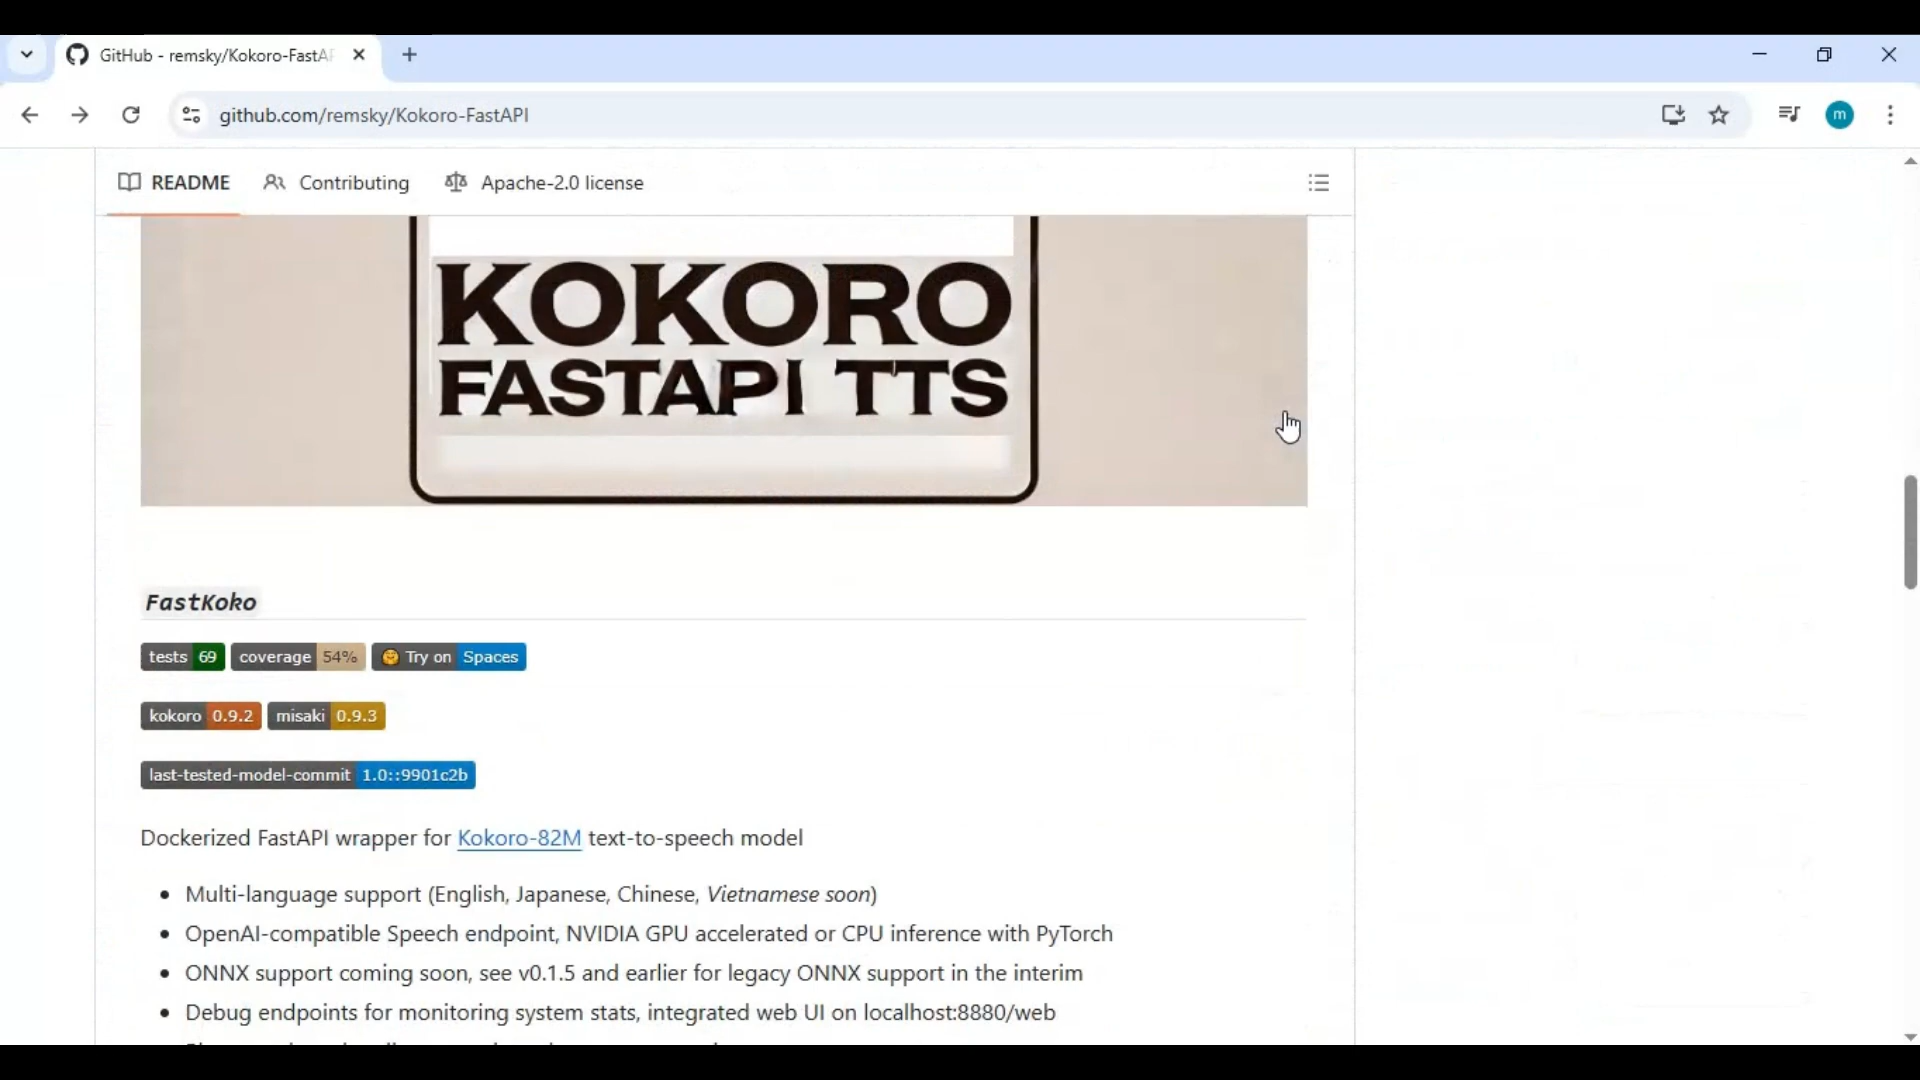 GitHub - remsky/Kokoro-FastAP
github.com/remsky/Kokoro-FastAPI
m
README
Contributing
Apache-2.0 license
KOKORO
FASTAPI TTS
FastKoko
tests 69 coverage 54% Try on Spaces
kokoro 0.9.2 misaki 0.9.3
last-tested-model-commit 1.0::9901c2b
Dockerized FastAPI wrapper for Kokoro-82M text-to-speech model
• Multi-language support (English, Japanese, Chinese, Vietnamese soon)
• OpenAI-compatible Speech endpoint, NVIDIA GPU accelerated or CPU inference with PyTorch
• ONNX support coming soon, see v0.1.5 and earlier for legacy ONNX support in the interim
• Debug endpoints for monitoring system stats, integrated web UI on localhost:8880/web